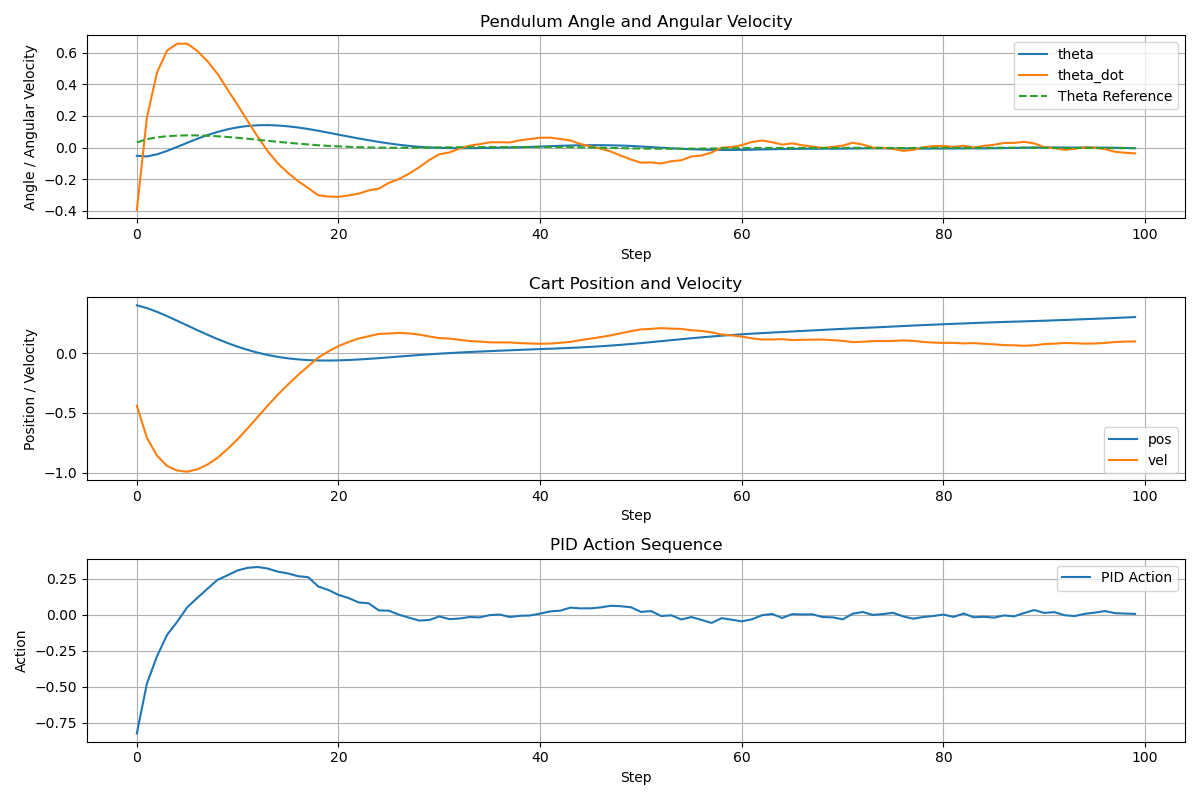 Pendulum Angle and Angular Velocity
Angle / Angular Velocity
0.6
0.4
0.2
0.0
−0.2
−0.4
theta
theta_dot
Theta Reference
0 20 40 60 80 100
Step
Cart Position and Velocity
Position / Velocity
0.0
−0.5
−1.0
pos
vel
0 20 40 60 80 100
Step
PID Action Sequence
Action
0.25
0.00
−0.25
−0.50
−0.75
PID Action
0 20 40 60 80 100
Step